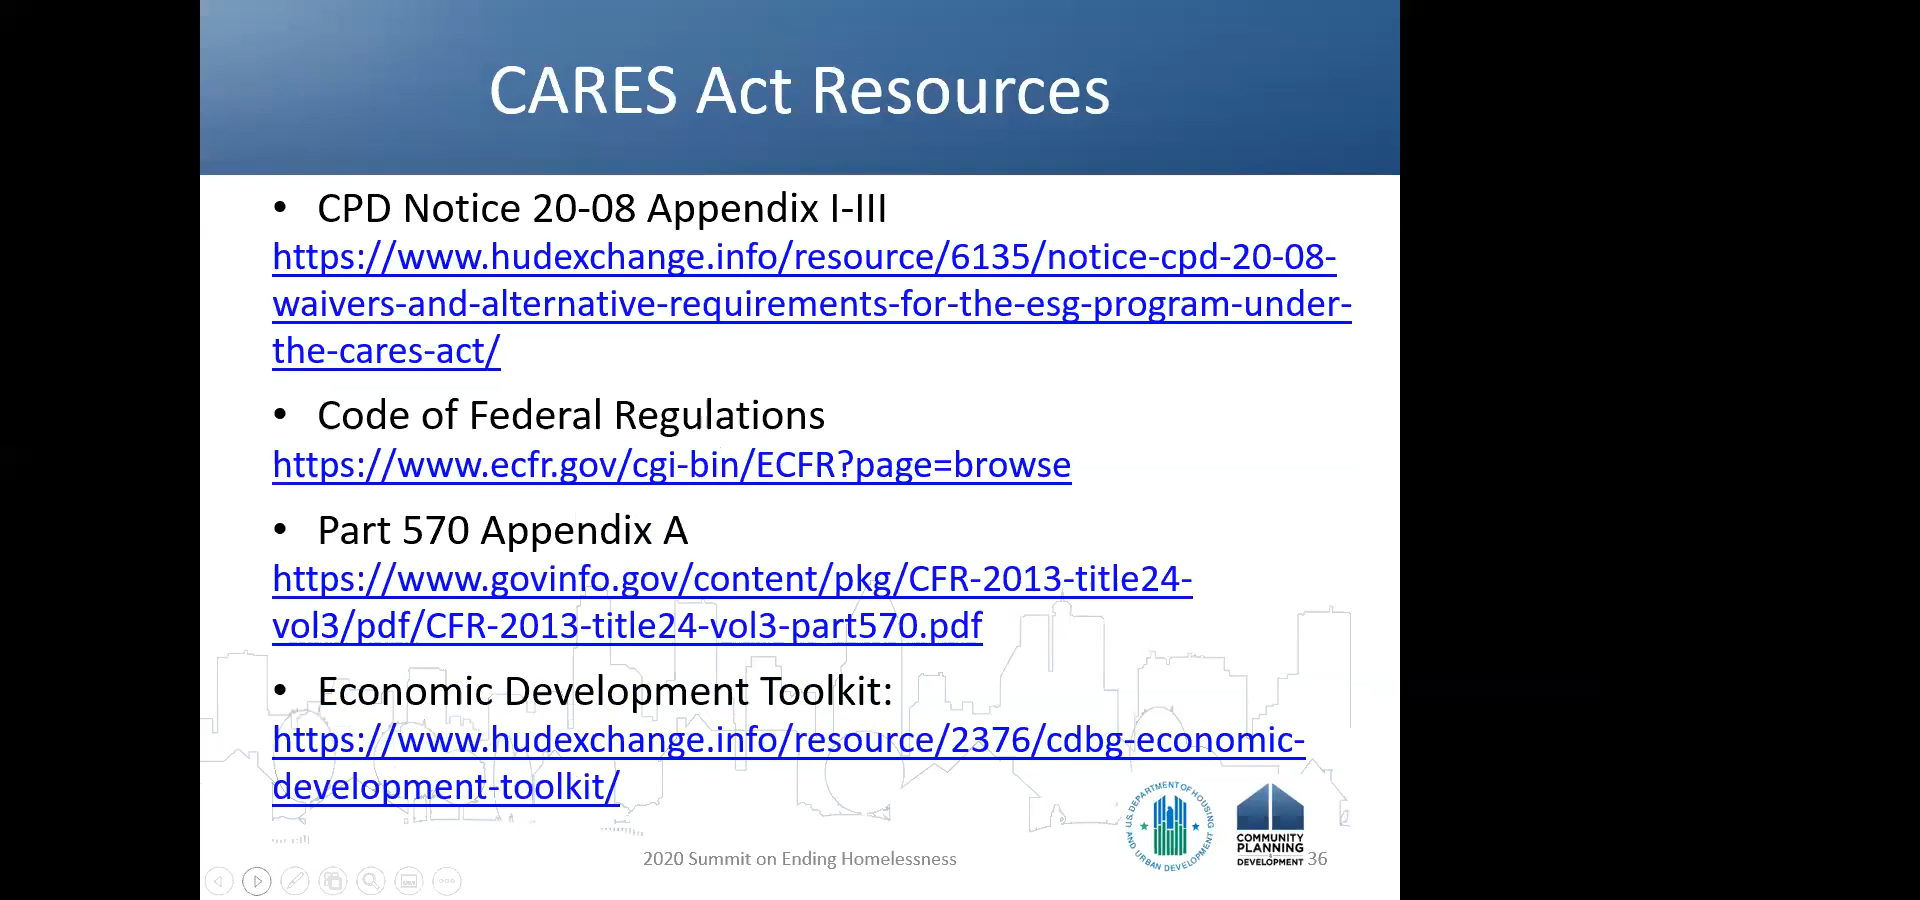 CARES Act Resources
• CPD Notice 20-08 Appendix I-III
https://www.hudexchange.info/resource/6135/notice-cpd-20-08-
waivers-and-alternative-requirements-for-the-esg-program-under-
the-cares-act/
• Code of Federal Regulations
https://www.ecfr.gov/cgi-bin/ECFR?page=browse
• Part 570 Appendix A
https://www.govinfo.gov/content/pkg/CFR-2013-title24-
vol3/pdf/CFR-2013-title24-vol3-part570.pdf
• Economic Development Toolkit:
https://www.hudexchange.info/resource/2376/cdbg-economic-
development-toolkit/
U.S. DEPARTMENT OF HOUSING
AND URBAN DEVELOPMENT
COMMUNITY
PLANNING
DEVELOPMENT
2020 Summit on Ending Homelessness
36